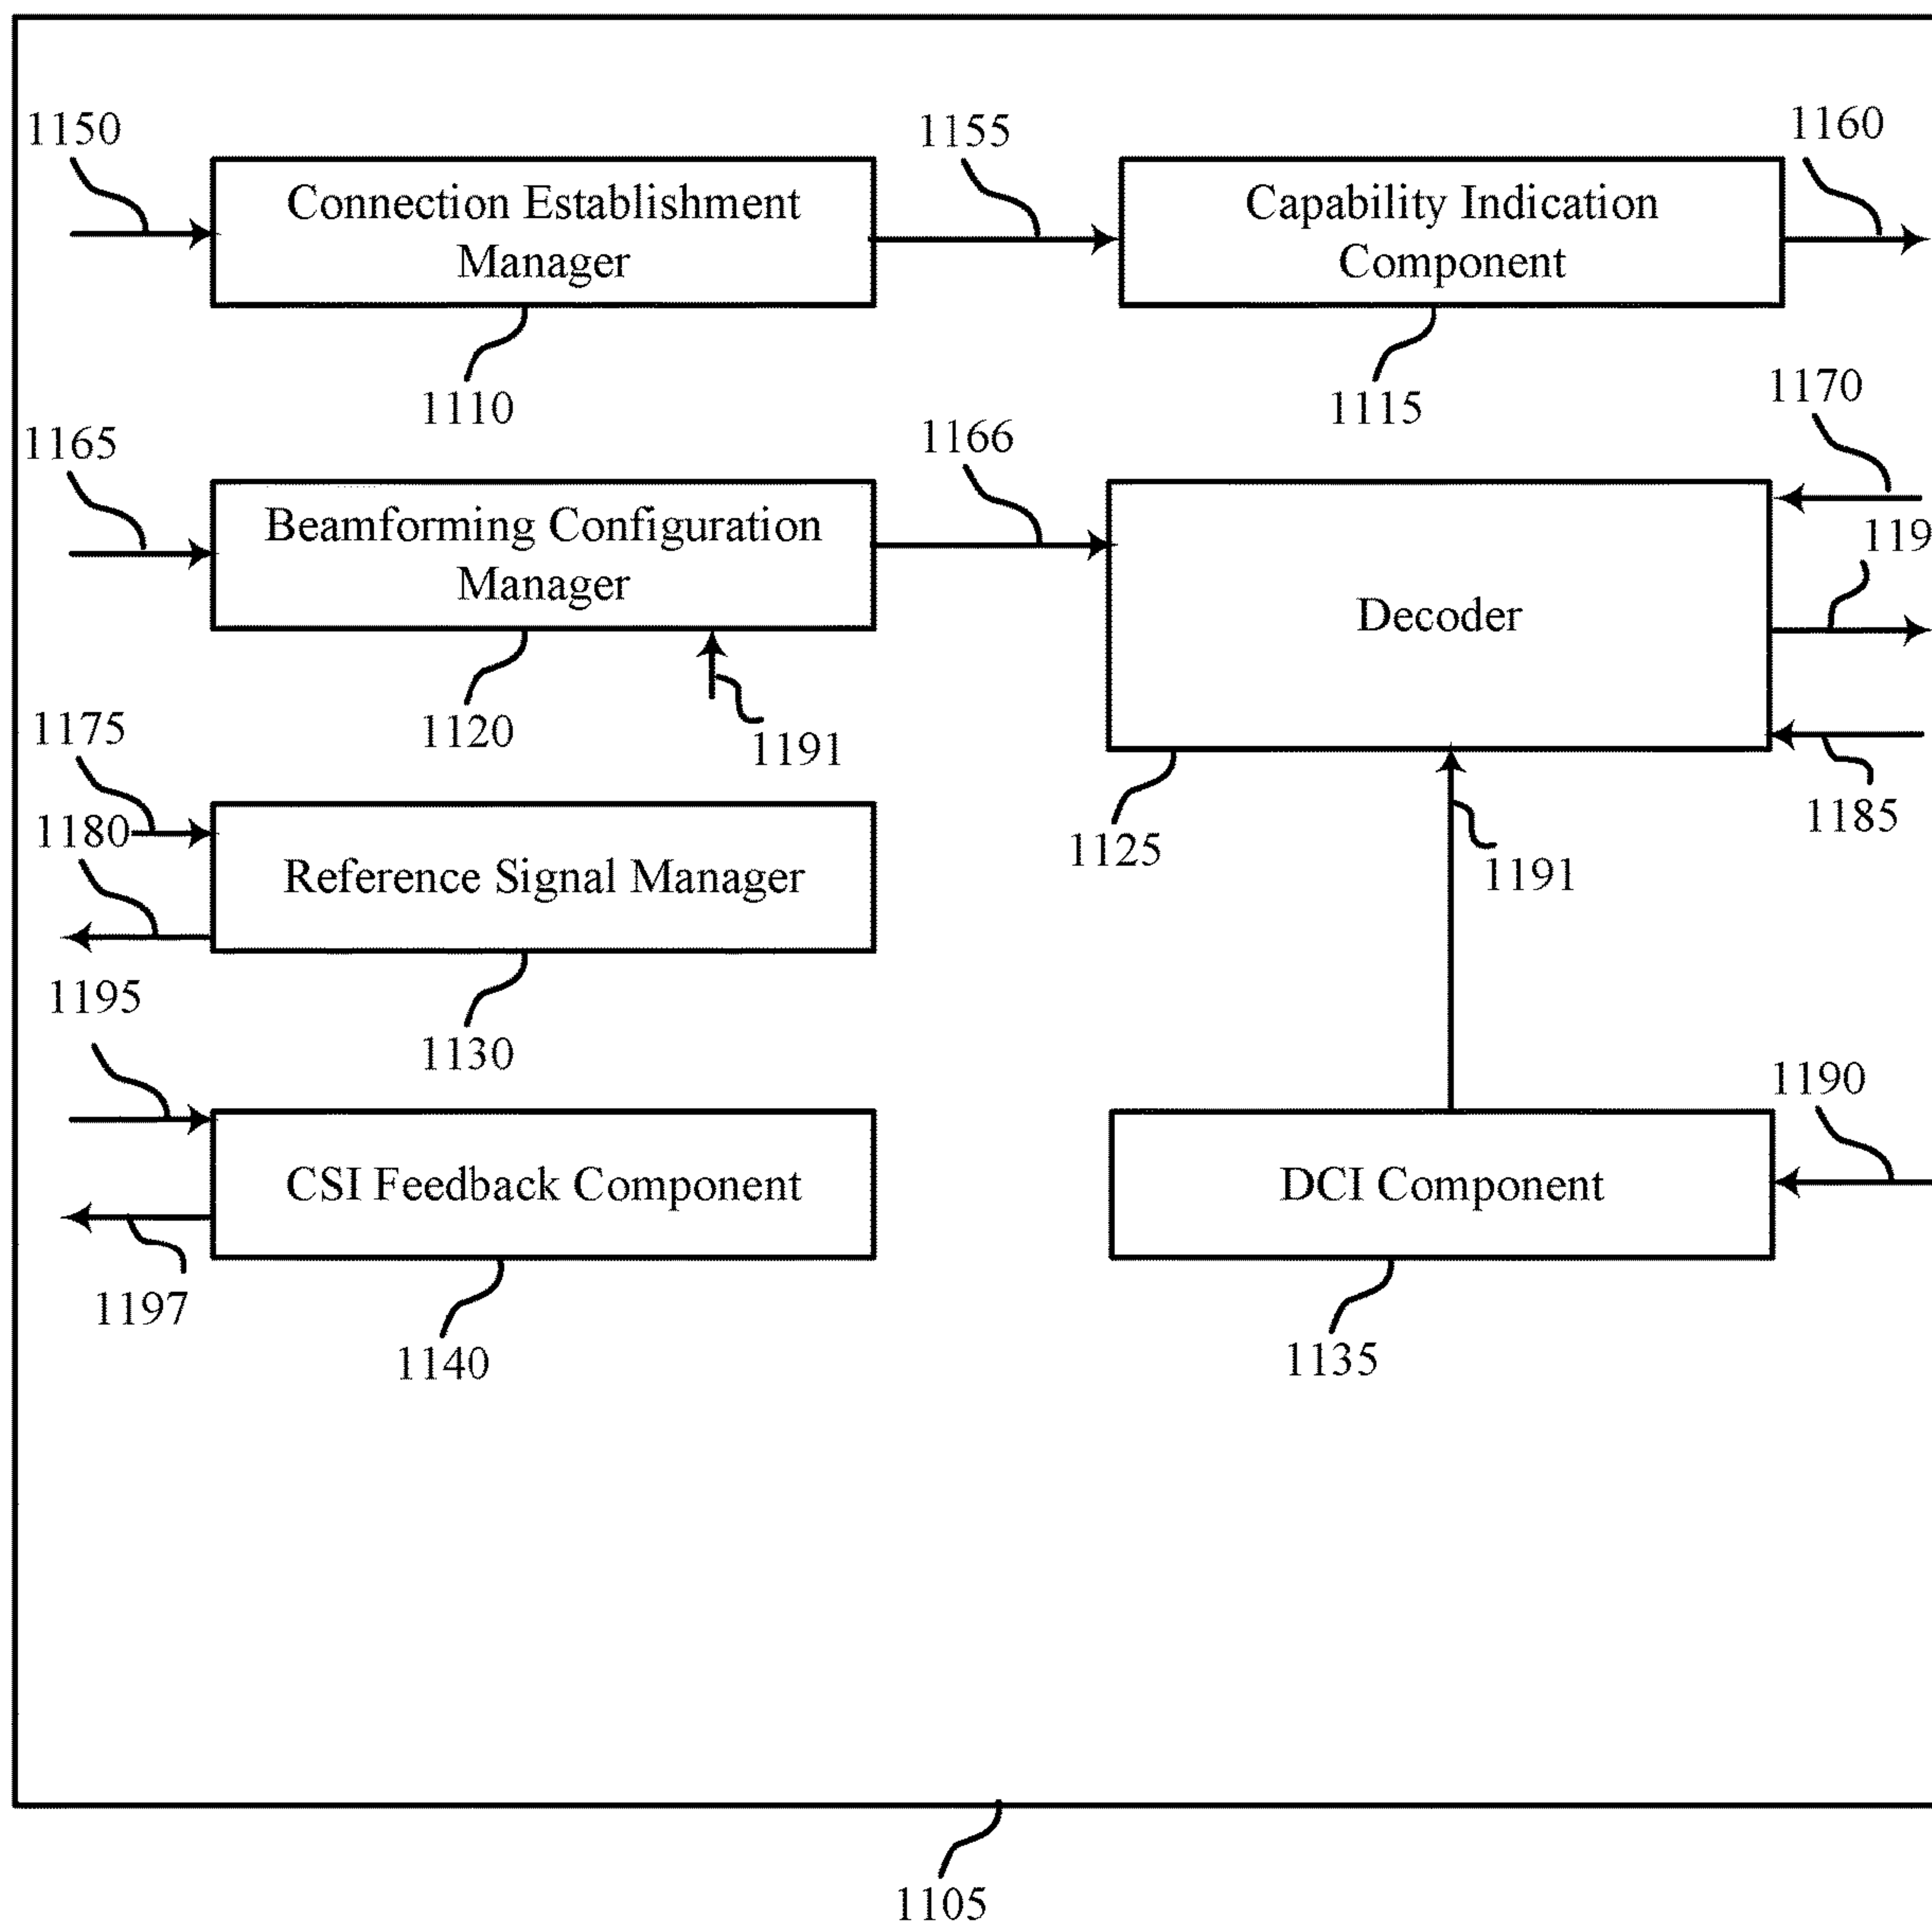 1150
1155
1160
Connection Establishment
Manager
Capability Indication
Component
1110
1115
1170
1165
1166
119
Beamforming Configuration
Manager
Decoder
1120
1191
1175
1180
1185
1125
1191
Reference Signal Manager
1195
1130
1190
CSI Feedback Component
DCI Component
1197
1140
1135
1105